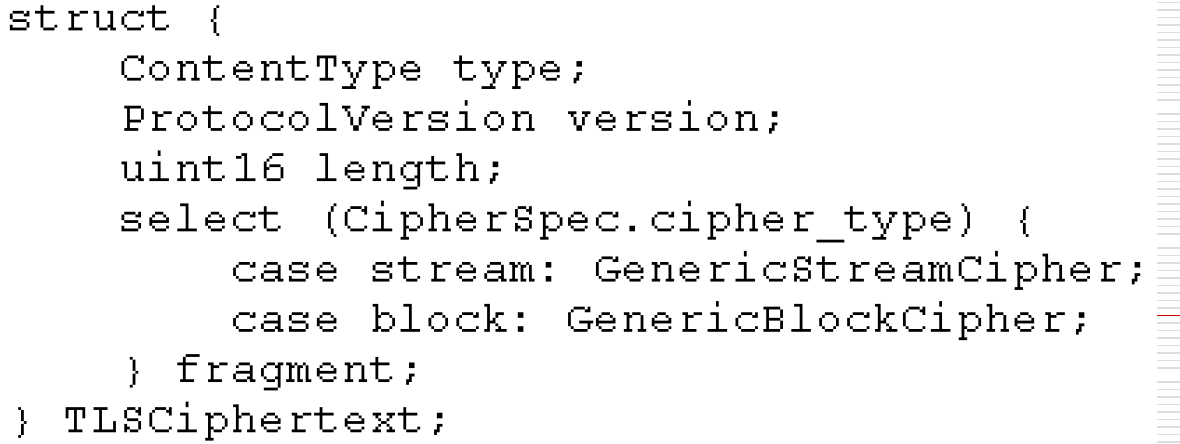 struct {
ContentType type;
ProtocolVersion version;
uint16 length;
select (CipherSpec.cipher_type) {
case stream: GenericStreamCipher;
case block: GenericBlockCipher;
} fragment;
} TLSCiphertext;